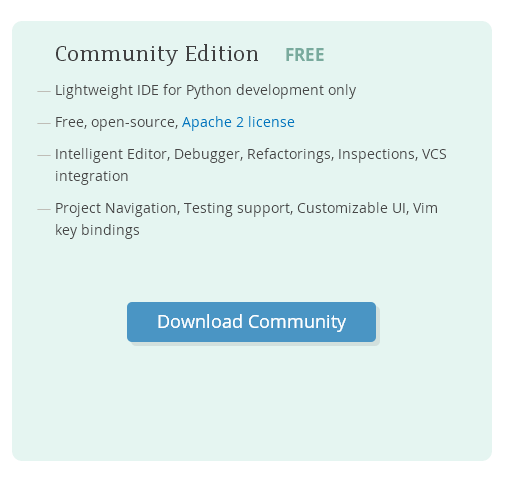 Community Edition FREE
— Lightweight IDE for Python development only
— Free, open-source, Apache 2 license
— Intelligent Editor, Debugger, Refactorings, Inspections, VCS
integration
— Project Navigation, Testing support, Customizable UI, Vim
key bindings
Download Community